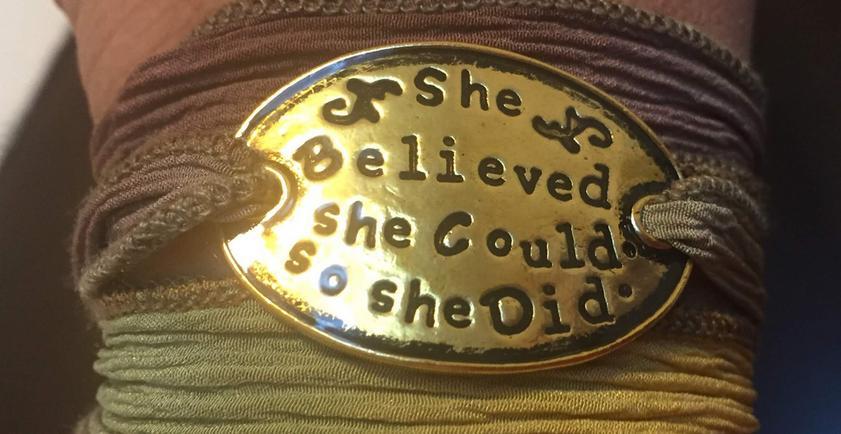 She
Believed
she Could.
so she Did.